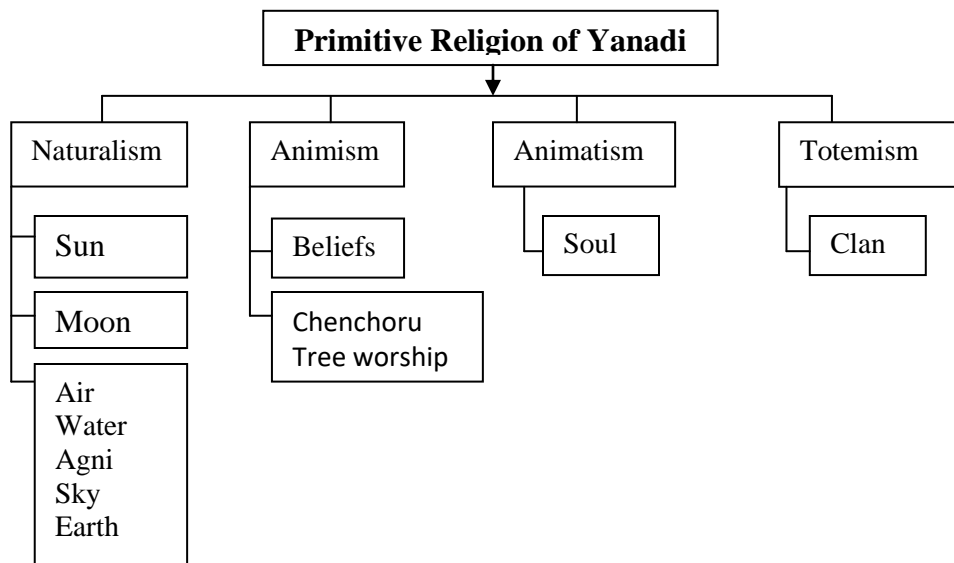 Primitive Religion of Yanadi
Naturalism
Animism
Animatism
Totemism
Sun
Beliefs
Soul
Clan
Moon
Chenchoru
Tree worship
Air
Water
Agni
Sky
Earth